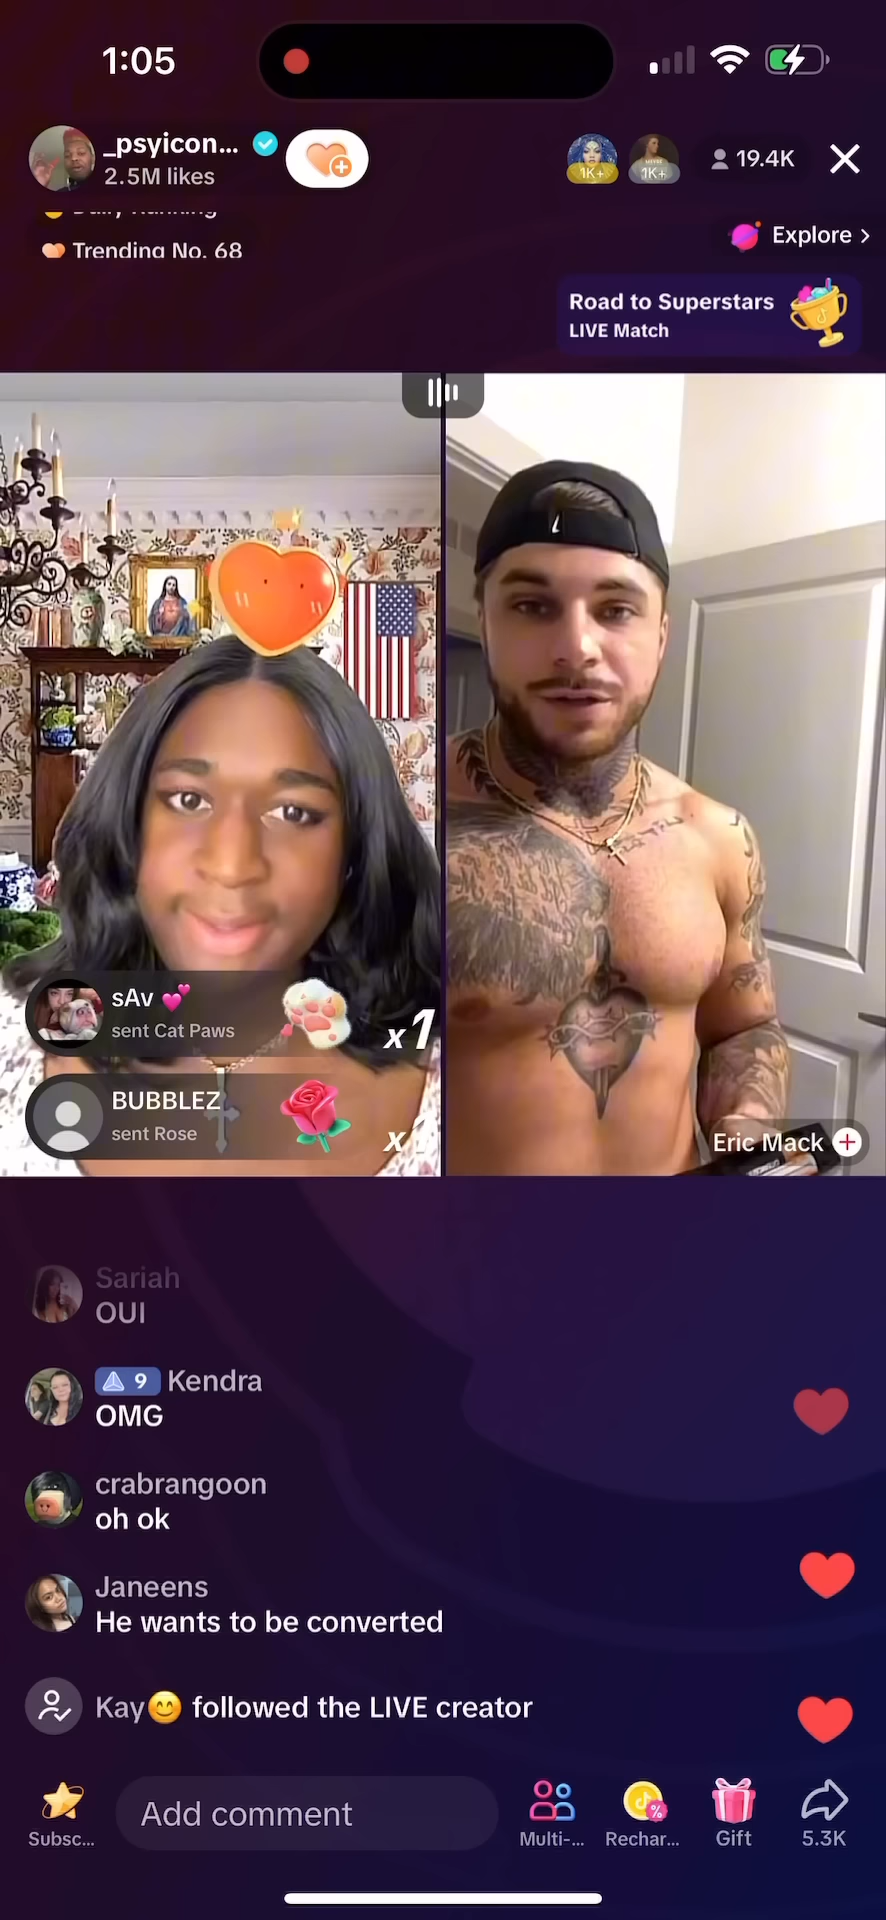 1:05
_psyicon...
2.5M likes
1K+
1K+
19.4K
Trending No. 68
Explore >
Road to Superstars
LIVE Match
sAv 💕
sent Cat Paws
x1
BUBBLEZ
sent Rose
Eric Mack
Sariah
OUI
9 Kendra
OMG
crabrangoon
oh ok
Janeens
He wants to be converted
Kay😊 followed the LIVE creator
Add comment
Subsc...
Multi-...
Rechar...
Gift
5.3K